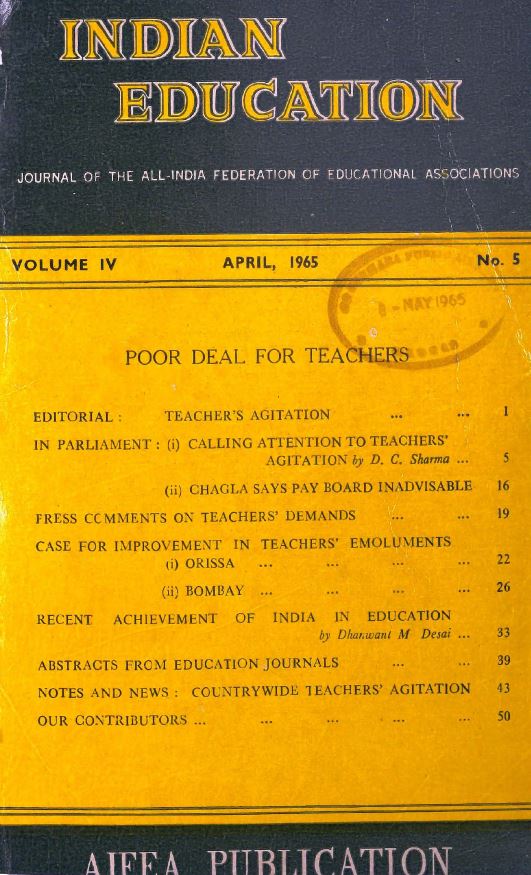 INDIAN
EDUCATION
JOURNAL OF THE ALL-INDIA FEDERATION OF EDUCATIONAL ASSOCIATIONS
VOLUME IV APRIL, 1965 No. 5
- MAY 1965
POOR DEAL FOR TEACHERS
EDITORIAL : TEACHER'S AGITATION ... ... 1
IN PARLIAMENT : (i) CALLING ATTENTION TO TEACHERS'
AGITATION by D. C. Sharma ... 5
(ii) CHAGLA SAYS PAY BOARD INADVISABLE 16
PRESS COMMENTS ON TEACHERS' DEMANDS ... ... 19
CASE FOR IMPROVEMENT IN TEACHERS' EMOLUMENTS
(i) ORISSA ... ... ... ... 22
(ii) BOMBAY ... ... ... ... 26
RECENT ACHIEVEMENT OF INDIA IN EDUCATION
by Dhanwant M Desai ... 33
ABSTRACTS FROM EDUCATION JOURNALS ... ... 39
NOTES AND NEWS : COUNTRYWIDE TEACHERS' AGITATION 43
OUR CONTRIBUTORS ... ... ... ... ... 50
AIFEA PUBLICATION